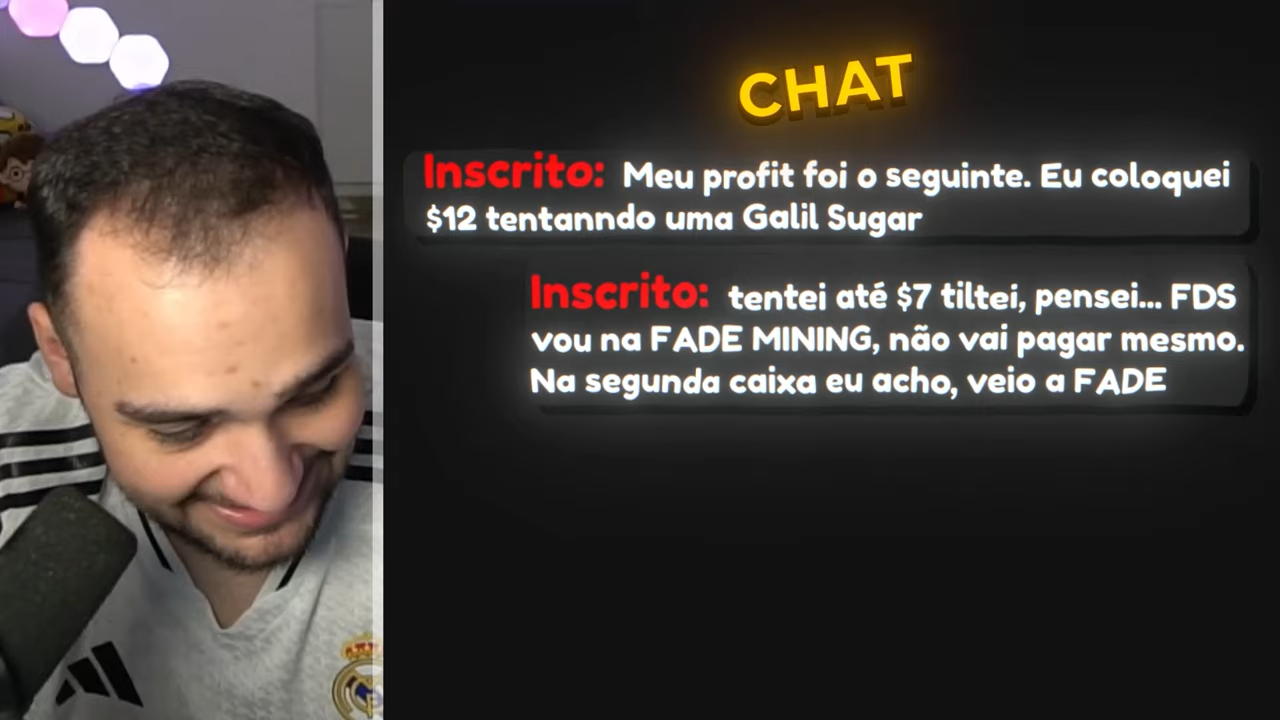 CHAT
Inscrito: Meu profit foi o seguinte. Eu coloquei
$12 tentanndo uma Galil Sugar
Inscrito: tentei até $7 tiltei, pensei... FDS
vou na FADE MINING, não vai pagar mesmo.
Na segunda caixa eu acho, veio a FADE